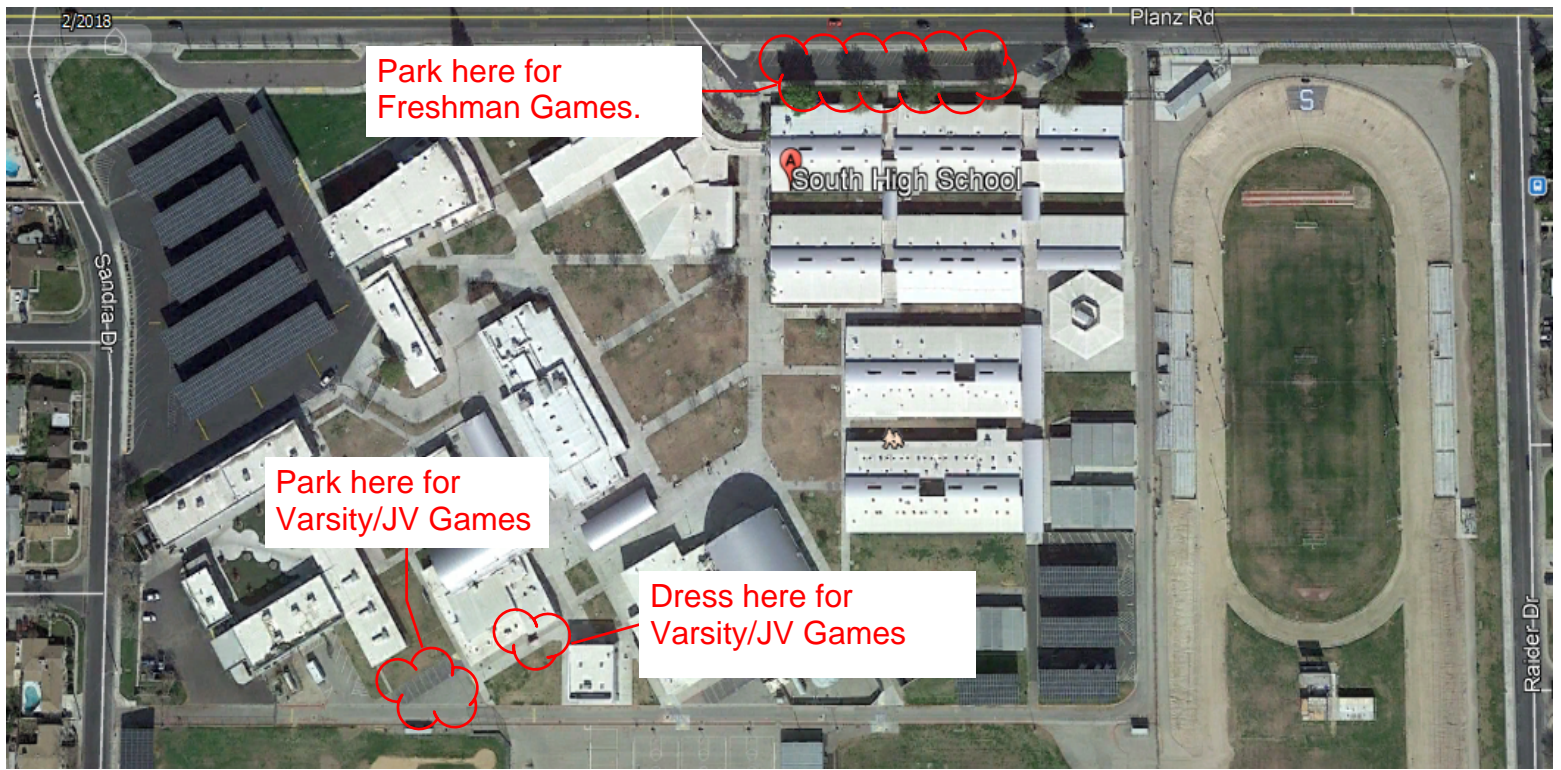 2/2018
Planz Rd
Park here for
Freshman Games.
S
A
South High School
Sandra Dr
Park here for
Varsity/JV Games
Dress here for
Varsity/JV Games
Raider Dr